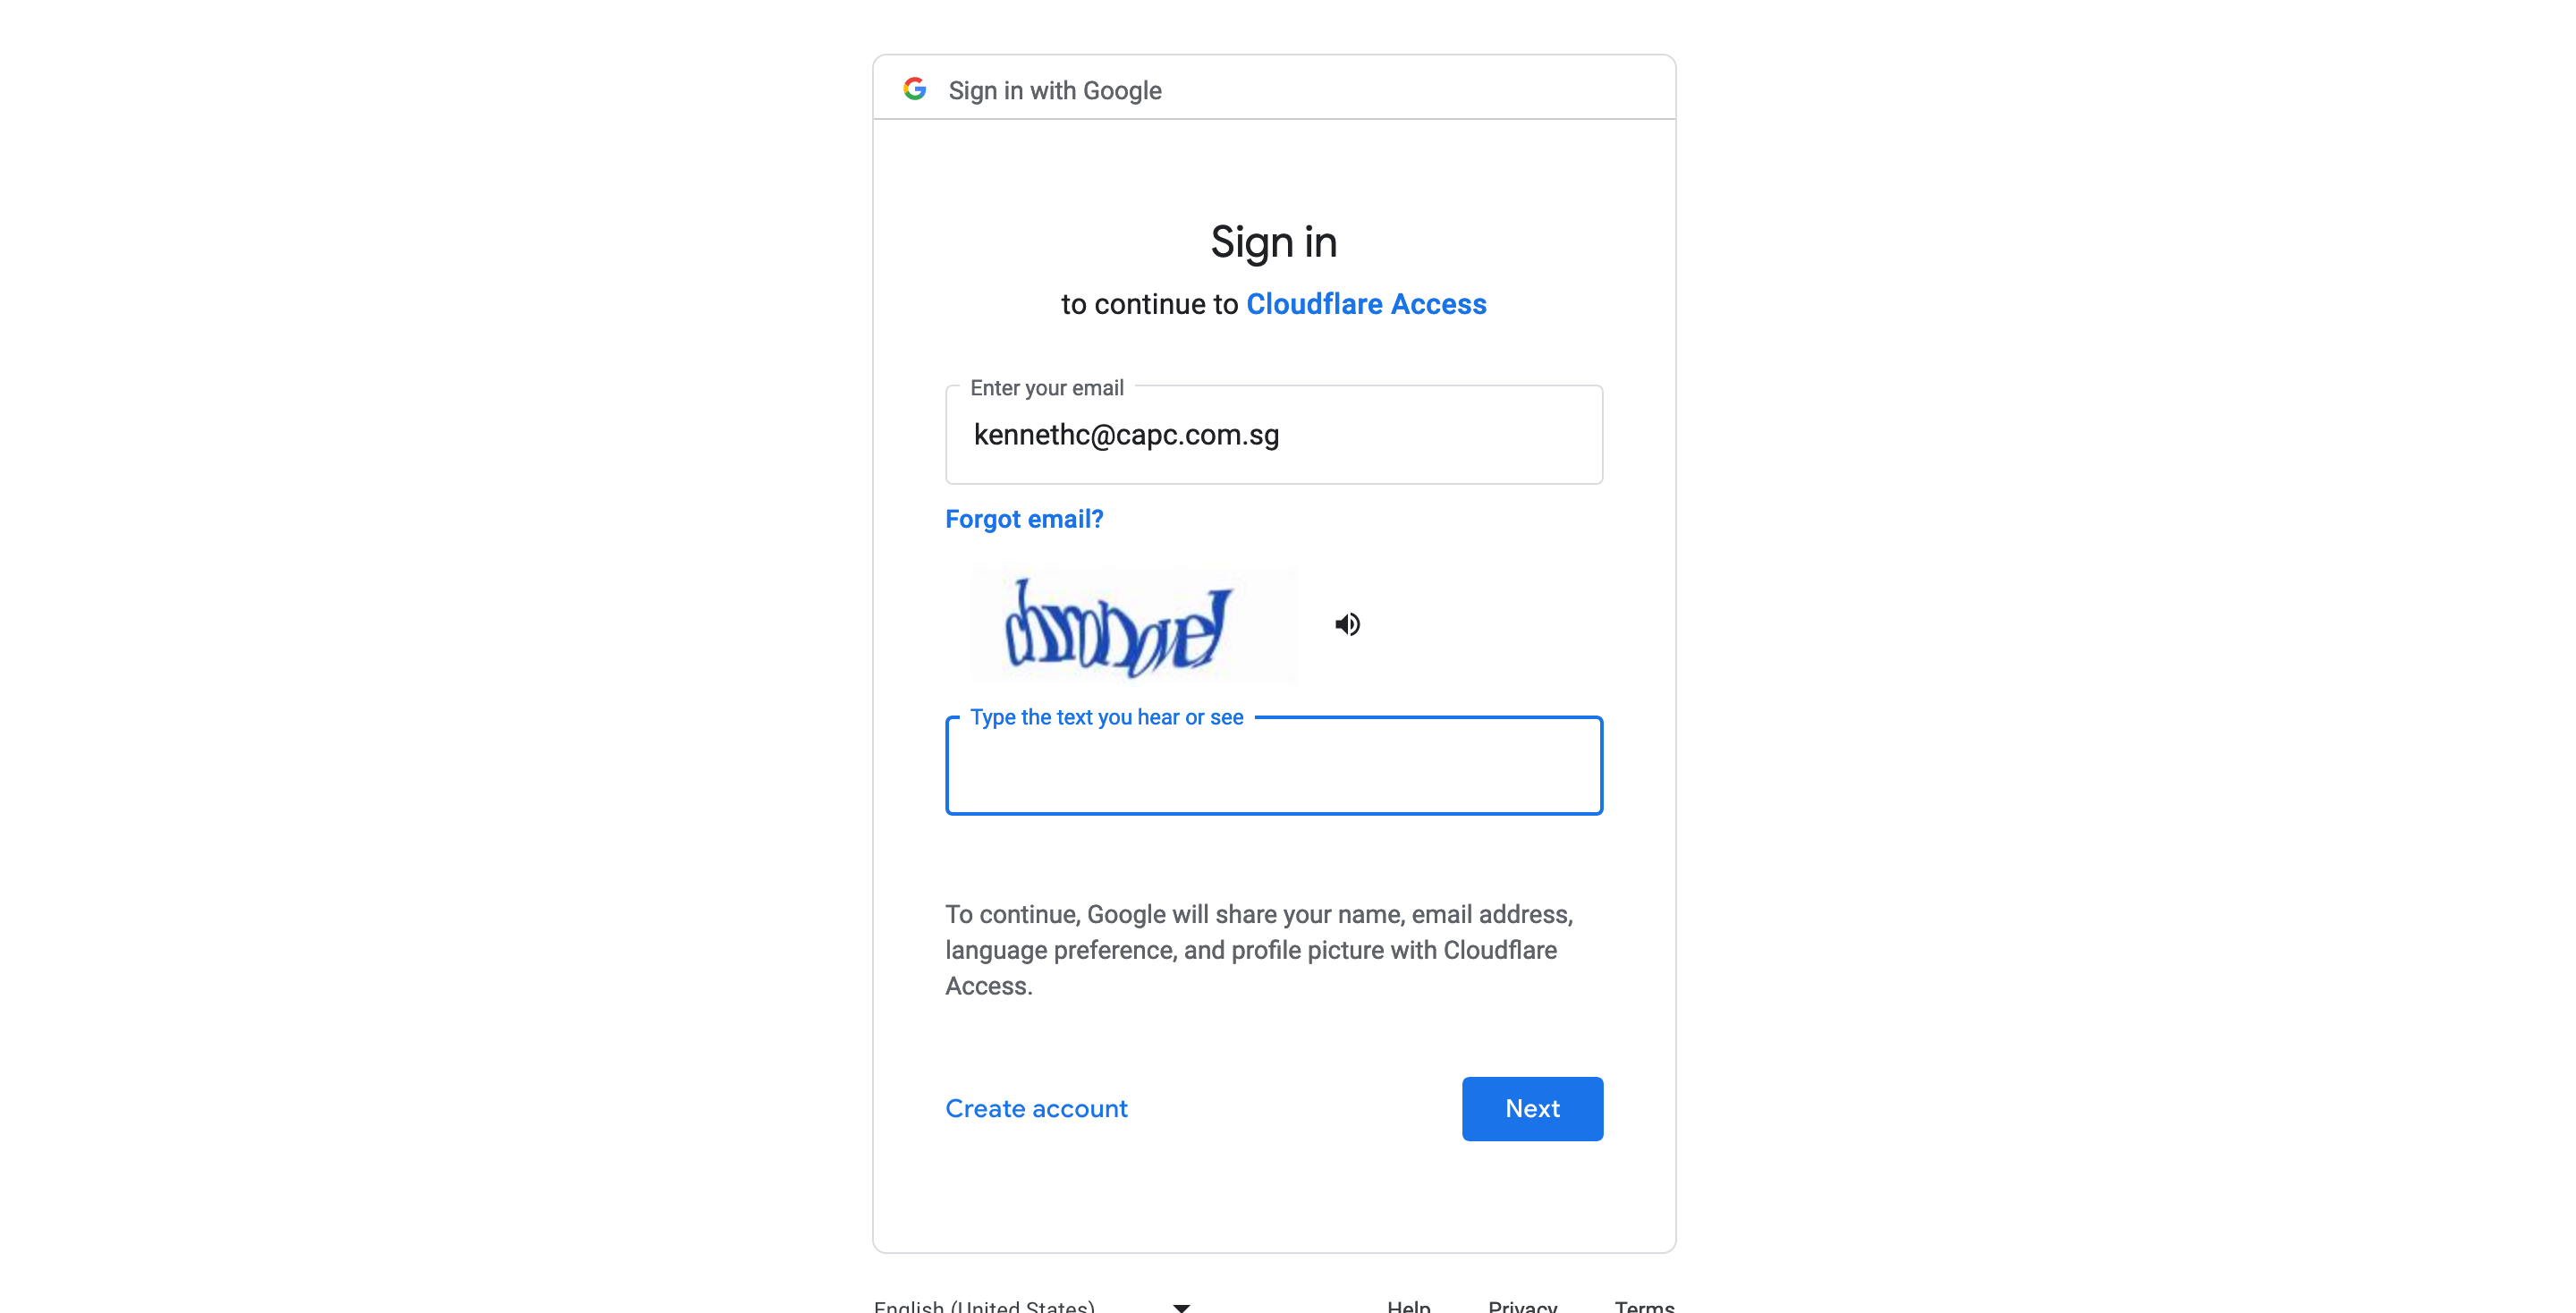 Sign in with Google
Sign in
to continue to Cloudflare Access
Enter your email
kennethc@capc.com.sg
Forgot email?
Type the text you hear or see
To continue, Google will share your name, email address,
language preference, and profile picture with Cloudflare
Access.
Create account
Next
English (United States)
Help Privacy Terms